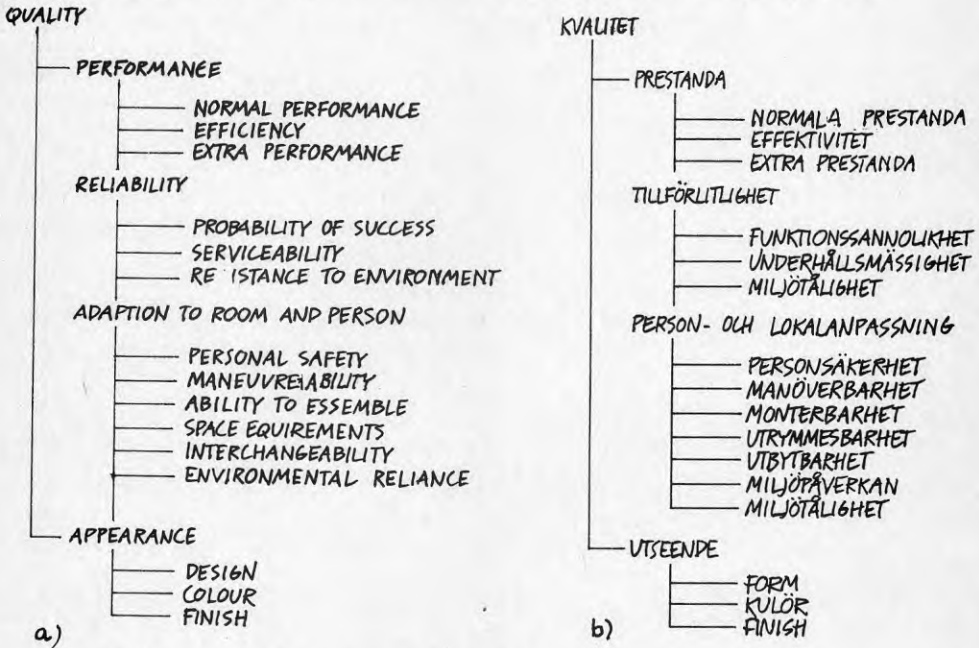 QUALITY
PERFORMANCE
NORMAL PERFORMANCE
EFFICIENCY
EXTRA PERFORMANCE
RELIABILITY
PROBABILITY OF SUCCESS
SERVICEABILITY
RE ISTANCE TO ENVIRONMENT
ADAPTION TO ROOM AND PERSON
PERSONAL SAFETY
MANEUVRELABILITY
ABILITY TO ESSEMBLE
SPACE EQUIREMENTS
INTERCHANGEABILITY
ENVIRONMENTAL RELIANCE
APPEARANCE
DESIGN
COLOUR
FINISH
a)
KVALITET
PRESTANDA
NORMALA PRESTANDA
EFFEKTIVITET
EXTRA PRESTANDA
TILLFÖRLITLIGHET
FUNKTIONSSANNOLIKHET
UNDERHÅLLSMÄSSIGHET
MILJÖTÅLIGHET
PERSON- OCH LOKALANPASSNING
PERSONSÄKERHET
MANÖVERBARHET
MONTERBARHET
UTRYMMESBARHET
UTBYTBARHET
MILJÖPÅVERKAN
MILJÖTÅLIGHET
UTSEENDE
FORM
KULÖR
FINISH
b)